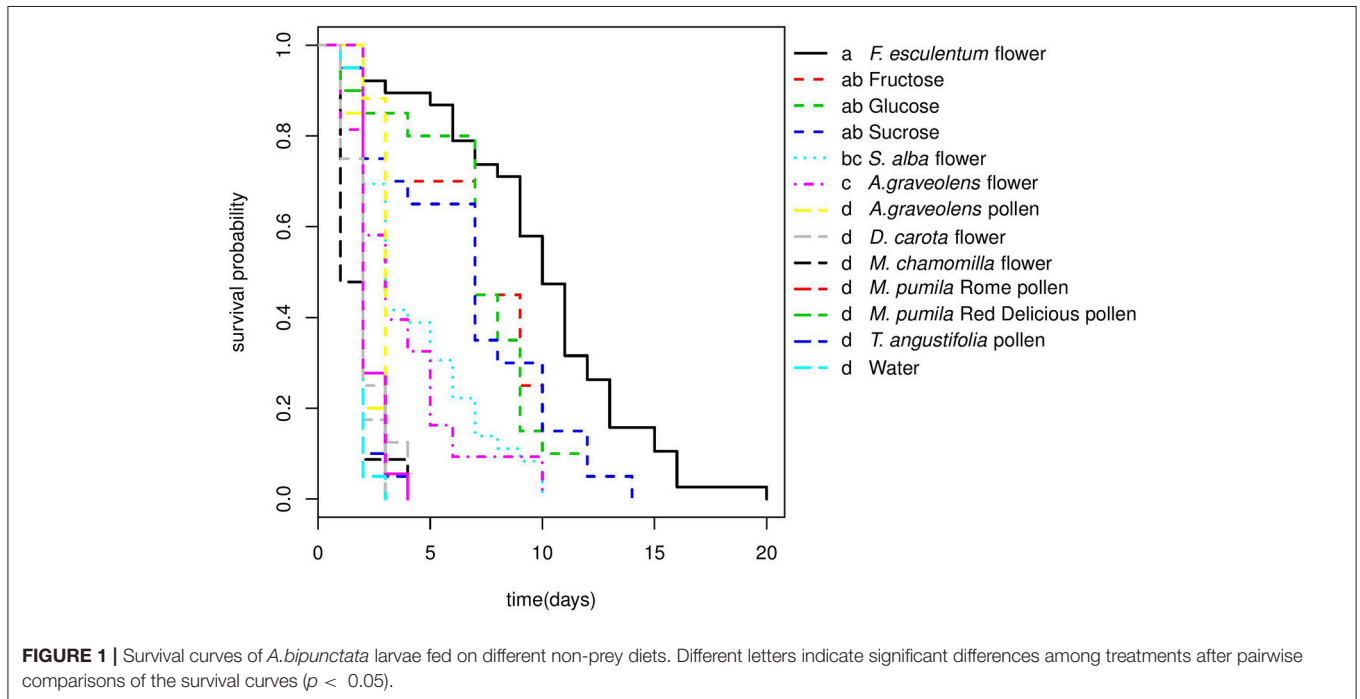 1.0
0.8
0.6
0.4
0.2
0.0
survival probability
0
5
10
15
20
time(days)
a F. esculentum flower
ab Fructose
ab Glucose
ab Sucrose
bc S. alba flower
c A.graveolens flower
d A.graveolens pollen
d D. carota flower
d M. chamomilla flower
d M. pumila Rome pollen
d M. pumila Red Delicious pollen
d T. angustifolia pollen
d Water
FIGURE 1 | Survival curves of A.bipunctata larvae fed on different non-prey diets. Different letters indicate significant differences among treatments after pairwise
comparisons of the survival curves (p < 0.05).